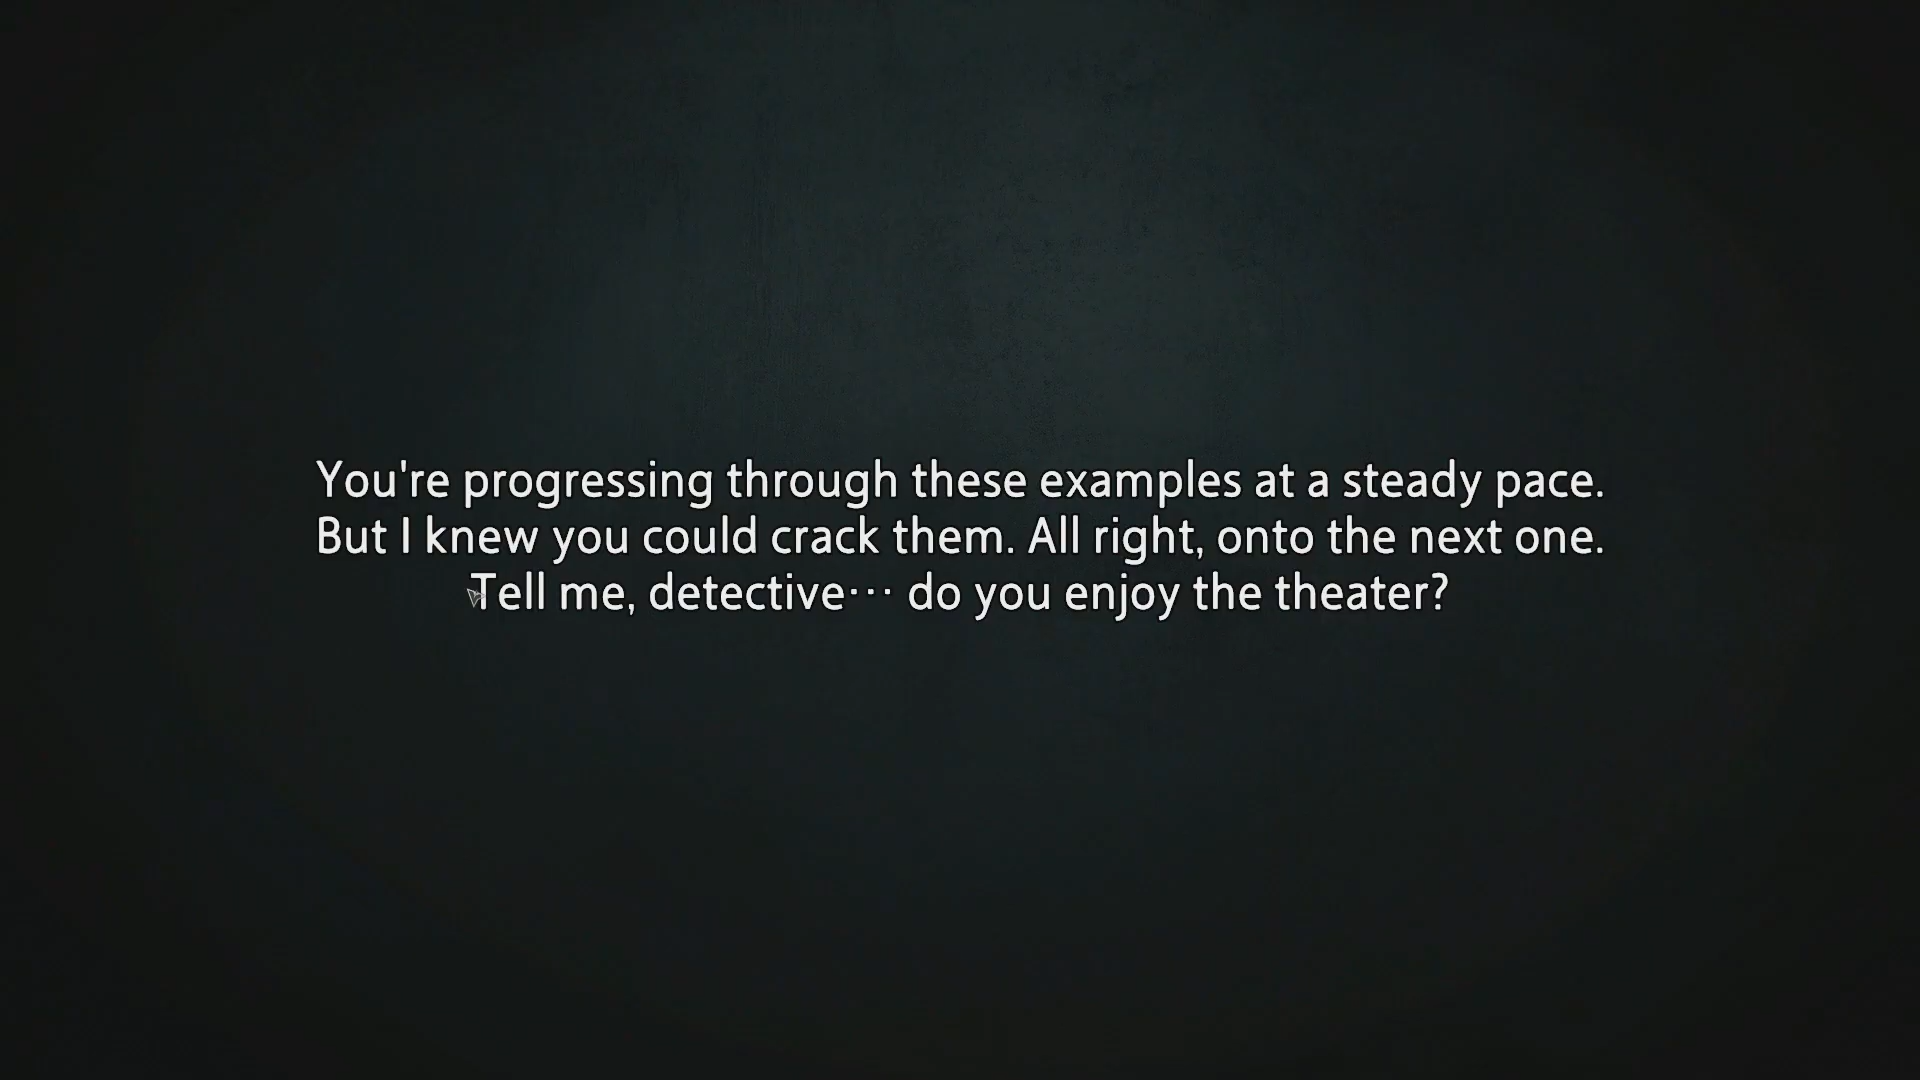 You're progressing through these examples at a steady pace.
But I knew you could crack them. All right, onto the next one.
Tell me, detective··· do you enjoy the theater?